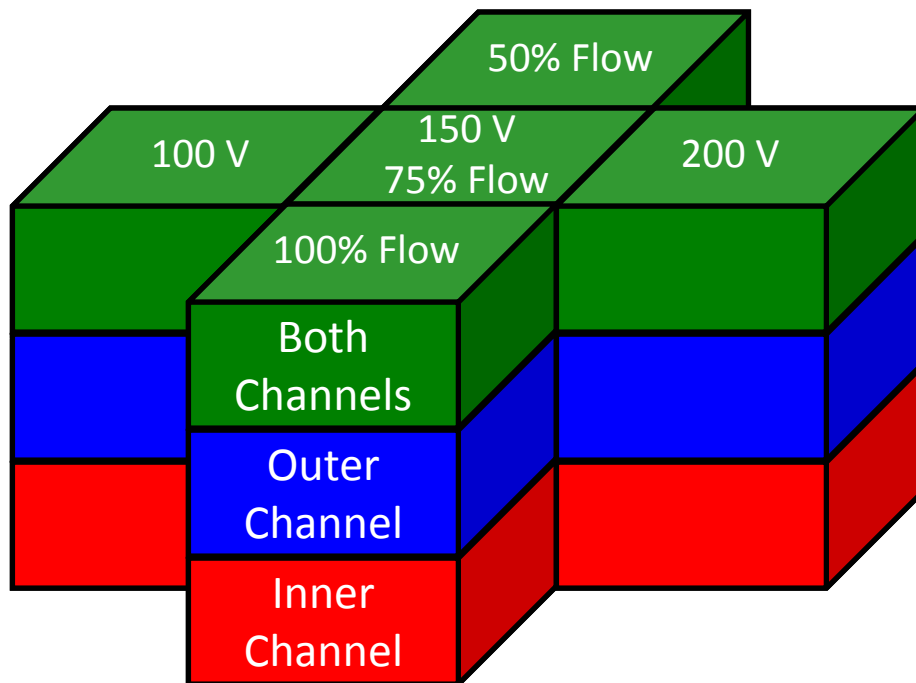 50% Flow
100 V
150 V
75% Flow
200 V
100% Flow
Both
Channels
Outer
Channel
Inner
Channel